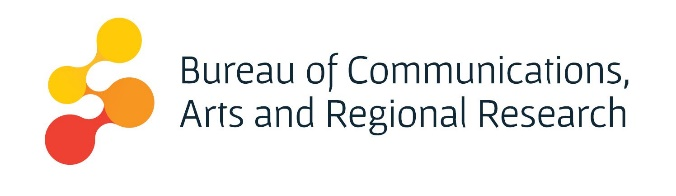 Bureau of Communications,
Arts and Regional Research